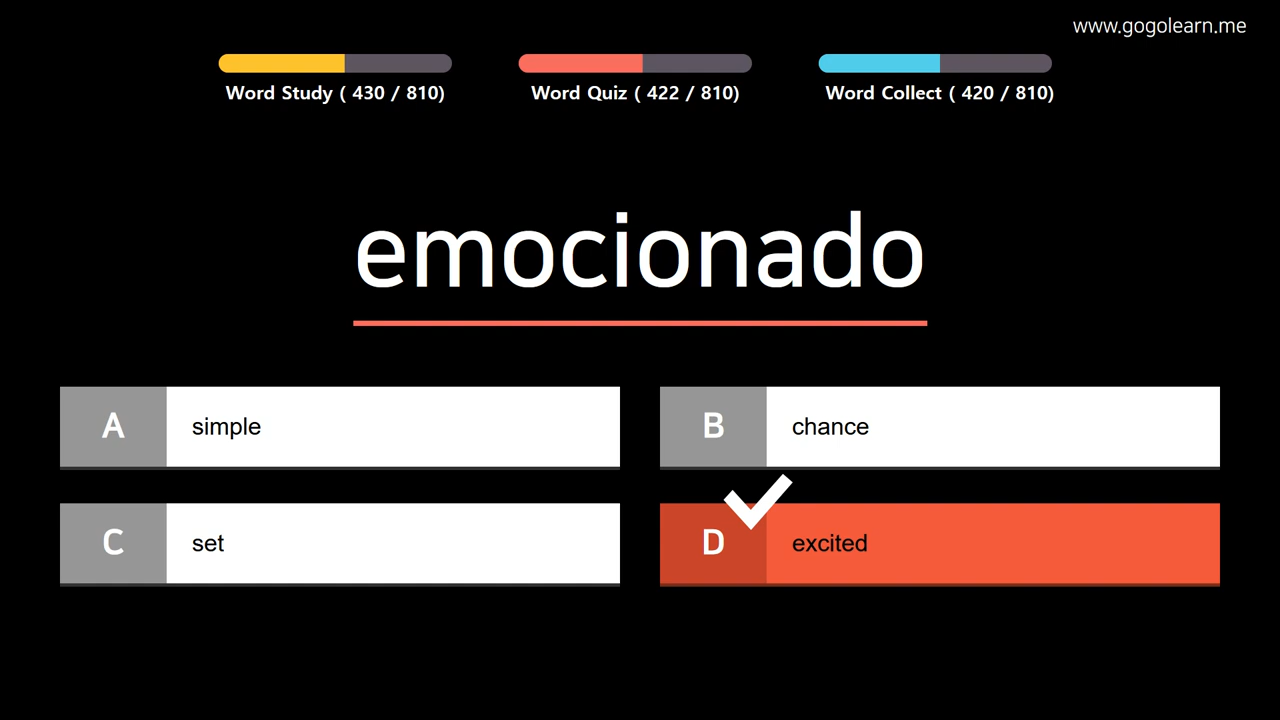 www.gogolearn.me
Word Study ( 430 / 810)
Word Quiz ( 422 / 810)
Word Collect ( 420 / 810)
emocionado
A simple
B chance
C set
D excited